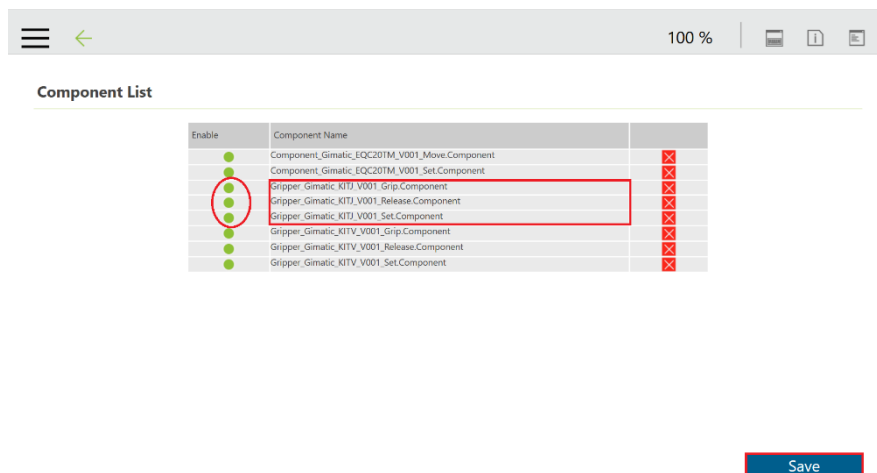 100 %
Component List
Enable Component Name
Component_Gimatic_EQC20TM_V001_Move.Component
Component_Gimatic_EQC20TM_V001_Set.Component
Gripper_Gimatic_KITJ_V001_Grip.Component
Gripper_Gimatic_KITJ_V001_Release.Component
Gripper_Gimatic_KITJ_V001_Set.Component
Gripper_Gimatic_KITV_V001_Grip.Component
Gripper_Gimatic_KITV_V001_Release.Component
Gripper_Gimatic_KITV_V001_Set.Component
Save